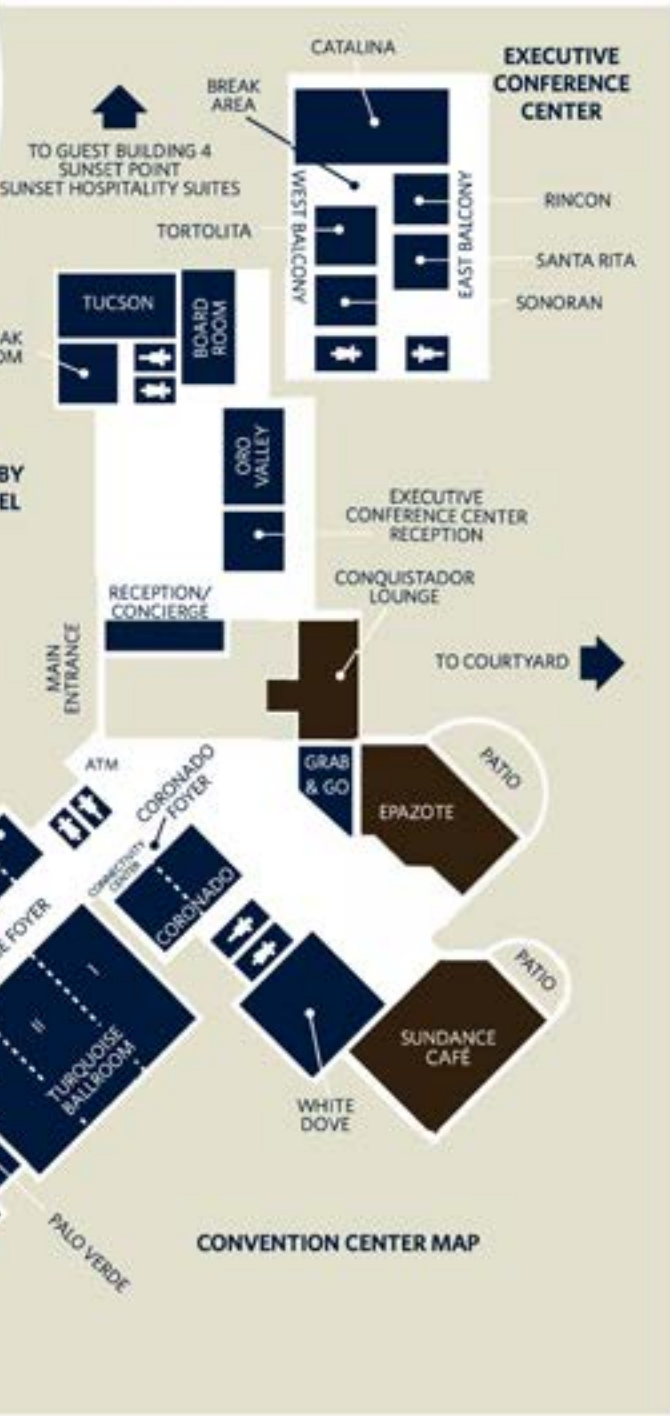 CATALINA
EXECUTIVE
CONFERENCE
CENTER
BREAK
AREA
TO GUEST BUILDING 4
SUNSET POINT
SUNSET HOSPITALITY SUITES
WEST BALCONY
EAST BALCONY
RINCON
TORTOLITA
SANTA RITA
SONORAN
TUCSON
BOARD
ROOM
AK
OM
ORO
VALLEY
BY
EL
EXECUTIVE
CONFERENCE CENTER
RECEPTION
CONQUISTADOR
LOUNGE
RECEPTION/
CONCIERGE
MAIN
ENTRANCE
TO COURTYARD
ATM
CORONADO
FOYER
GRAB
& GO
PATIO
EPAZOTE
CONNECTIVITY
CENTER
CORONADO
E FOYER
I
II
TURQUOISE
BALLROOM
PATIO
SUNDANCE
CAFÉ
WHITE
DOVE
PALO VERDE
CONVENTION CENTER MAP